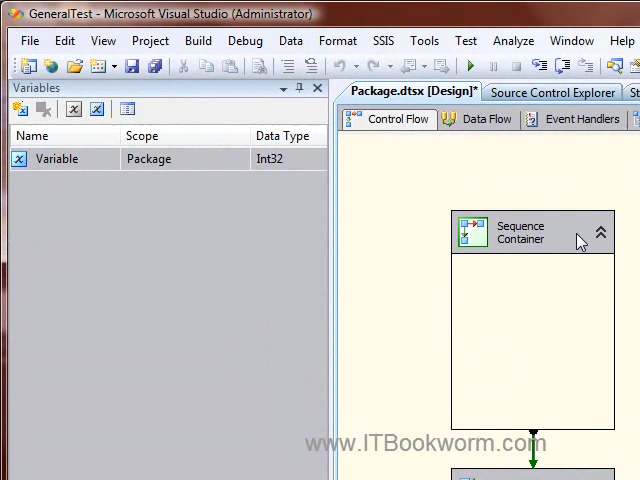 GeneralTest - Microsoft Visual Studio (Administrator)
File Edit View Project Build Debug Data Format SSIS Tools Test Analyze Window Help
Variables
Package.dtsx [Design]* Source Control Explorer St
Control Flow Data Flow Event Handlers
Name Scope Data Type
Variable Package Int32
Sequence
Container
www.ITBookworm.com